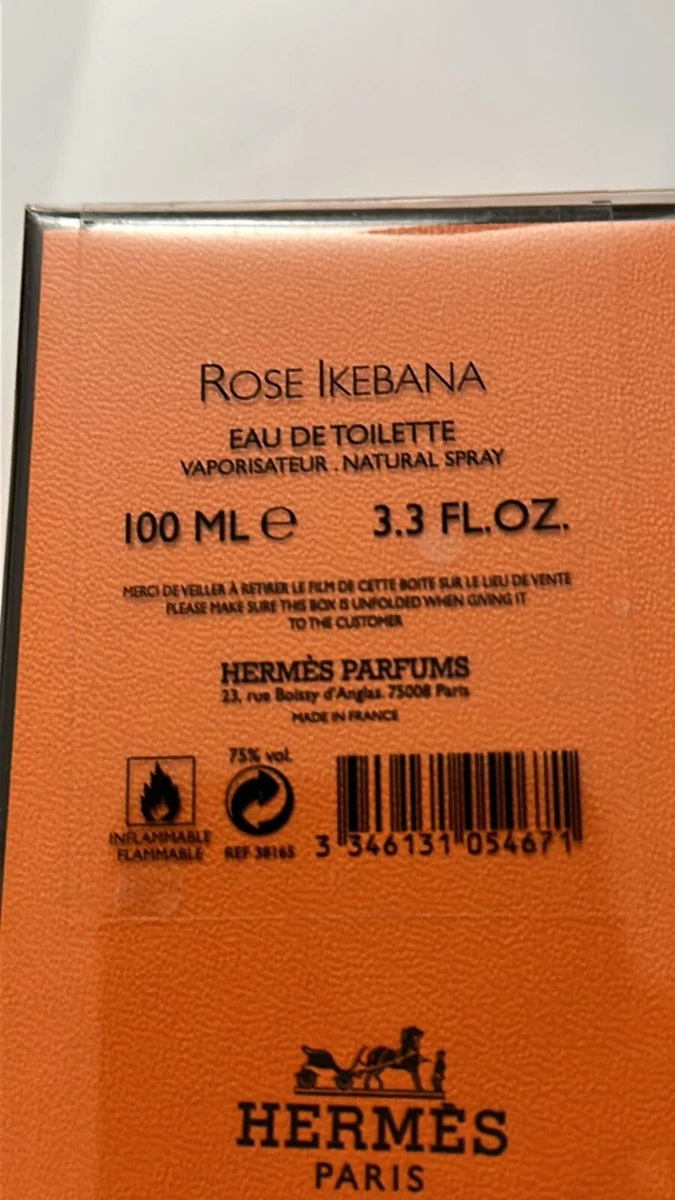 ROSE IKEBANA
EAU DE TOILETTE
VAPORISATEUR . NATURAL SPRAY
100 ML ℮ 3.3 FL.OZ.
MERCI DE VEILLER À RETIRER LE FILM DE CETTE BOITE SUR LE LIEU DE VENTE
PLEASE MAKE SURE THIS BOX IS UNFOLDED WHEN GIVING IT
TO THE CUSTOMER
HERMÈS PARFUMS
23, rue Boissy d'Anglas 75008 Paris
MADE IN FRANCE
75% vol.
INFLAMMABLE
FLAMMABLE
REF 38165
3 346131 054671
HERMÈS
PARIS